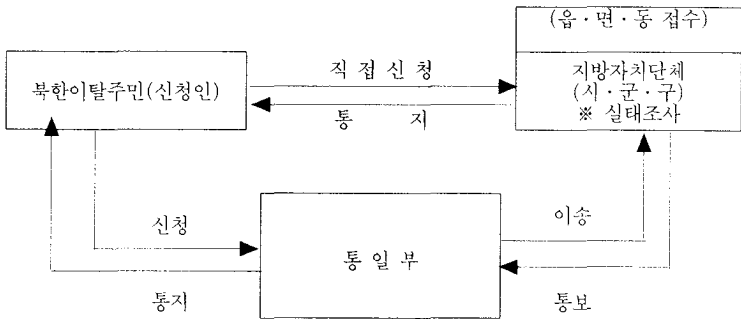 (읍·면·동 접수)
직 접 신 청
북한이탈주민(신청인)
지방자치단체
(시·군·구)
※ 실태조사
통 지
신청
이송
통 일 부
통지
통보